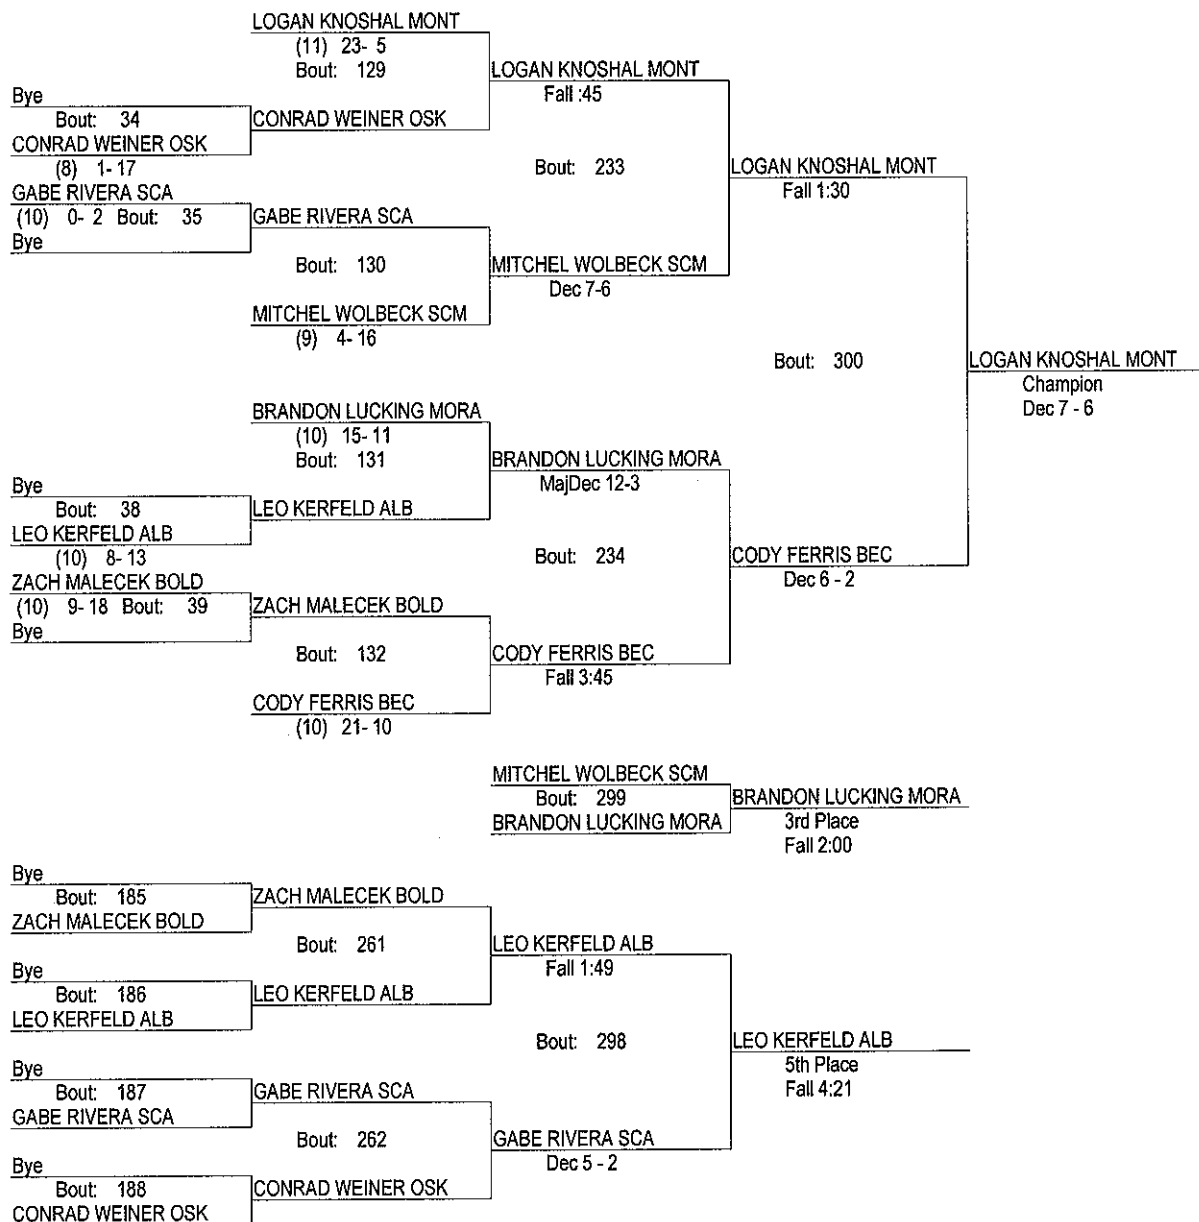 LOGAN KNOSHAL MONT
(11) 23- 5
Bout: 129
LOGAN KNOSHAL MONT
Fall :45
Bye
Bout: 34
CONRAD WEINER OSK
CONRAD WEINER OSK
(8) 1- 17
Bout: 233
LOGAN KNOSHAL MONT
Fall 1:30
GABE RIVERA SCA
(10) 0- 2 Bout: 35
GABE RIVERA SCA
Bye
Bout: 130
MITCHEL WOLBECK SCM
Dec 7-6
MITCHEL WOLBECK SCM
(9) 4- 16
Bout: 300
LOGAN KNOSHAL MONT
Champion
Dec 7 - 6
BRANDON LUCKING MORA
(10) 15- 11
Bout: 131
BRANDON LUCKING MORA
MajDec 12-3
Bye
Bout: 38
LEO KERFELD ALB
LEO KERFELD ALB
(10) 8- 13
Bout: 234
CODY FERRIS BEC
Dec 6 - 2
ZACH MALECEK BOLD
(10) 9- 18 Bout: 39
ZACH MALECEK BOLD
Bye
Bout: 132
CODY FERRIS BEC
Fall 3:45
CODY FERRIS BEC
(10) 21- 10
MITCHEL WOLBECK SCM
Bout: 299
BRANDON LUCKING MORA
BRANDON LUCKING MORA
3rd Place
Fall 2:00
Bye
Bout: 185
ZACH MALECEK BOLD
ZACH MALECEK BOLD
Bout: 261
LEO KERFELD ALB
Fall 1:49
Bye
Bout: 186
LEO KERFELD ALB
LEO KERFELD ALB
Bout: 298
LEO KERFELD ALB
5th Place
Fall 4:21
Bye
Bout: 187
GABE RIVERA SCA
GABE RIVERA SCA
Bout: 262
GABE RIVERA SCA
Dec 5 - 2
Bye
Bout: 188
CONRAD WEINER OSK
CONRAD WEINER OSK